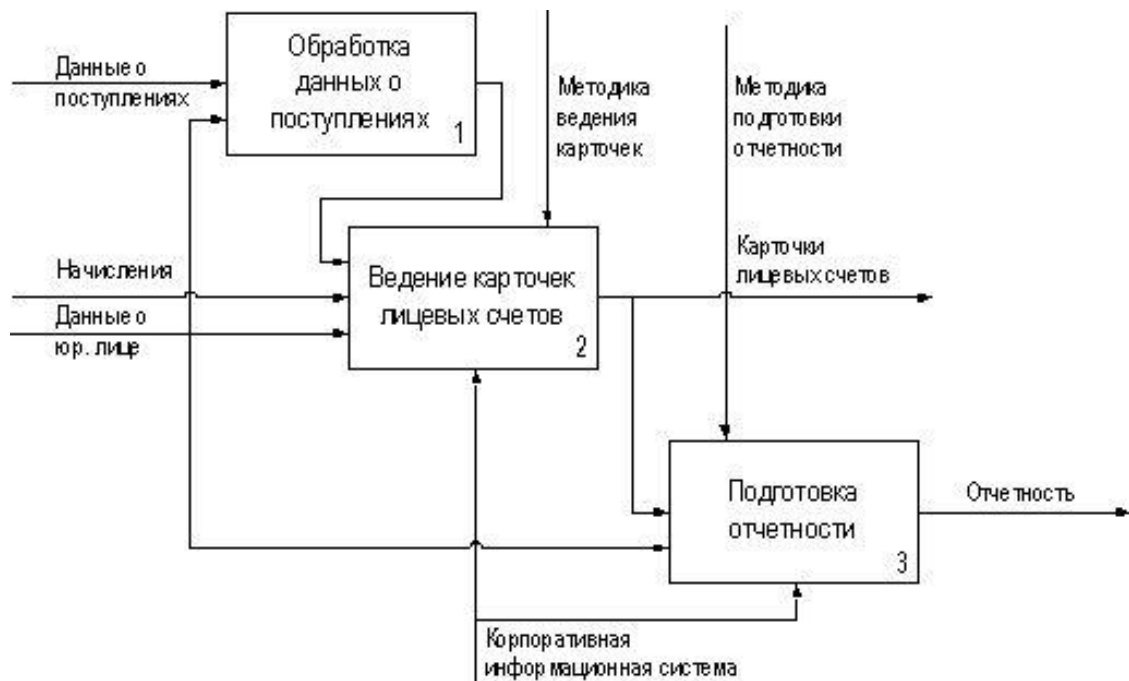 Обработка
данных о
поступлениях
1
Данные о
поступлениях
Методика
ведения
карточек
Методика
подготовки
отчетности
Начисления
Данные о
юр. лице
Ведение карточек
лицевых счетов
2
Карточки
лицевых счетов
Подготовка
отчетности
3
Отчетность
Корпоративная
информационная система